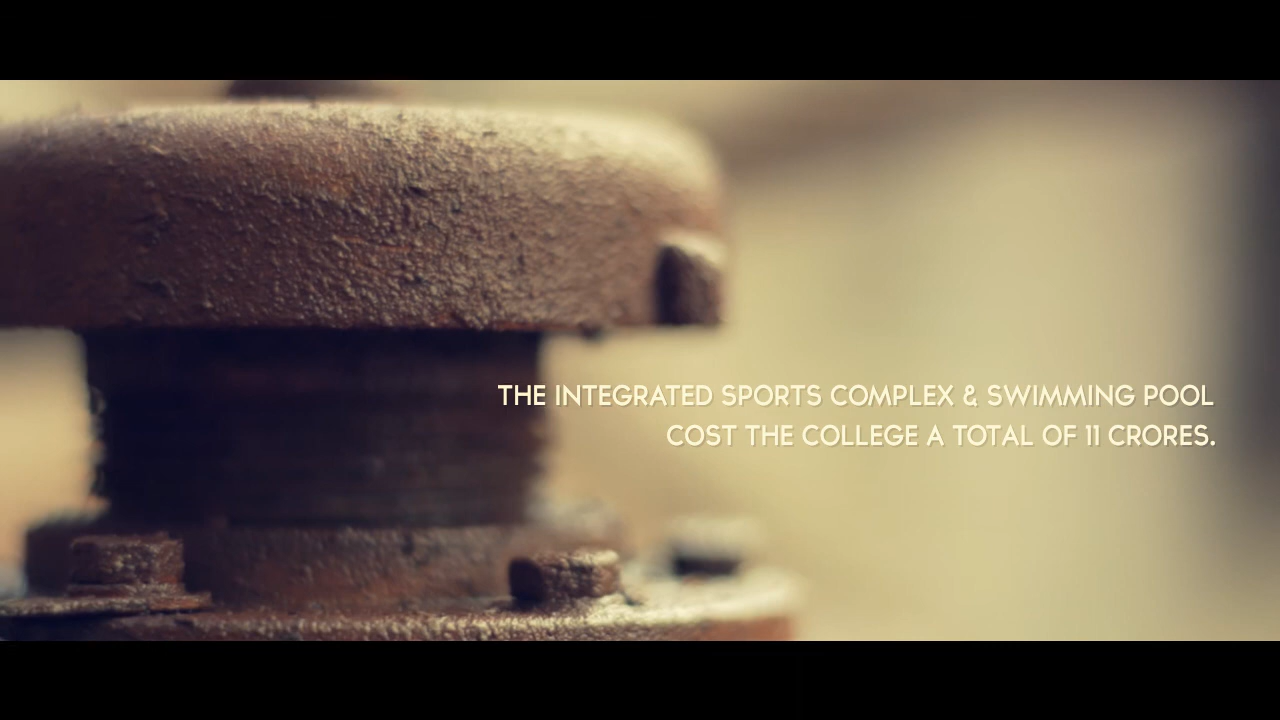 THE INTEGRATED SPORTS COMPLEX & SWIMMING POOL
COST THE COLLEGE A TOTAL OF 11 CRORES.